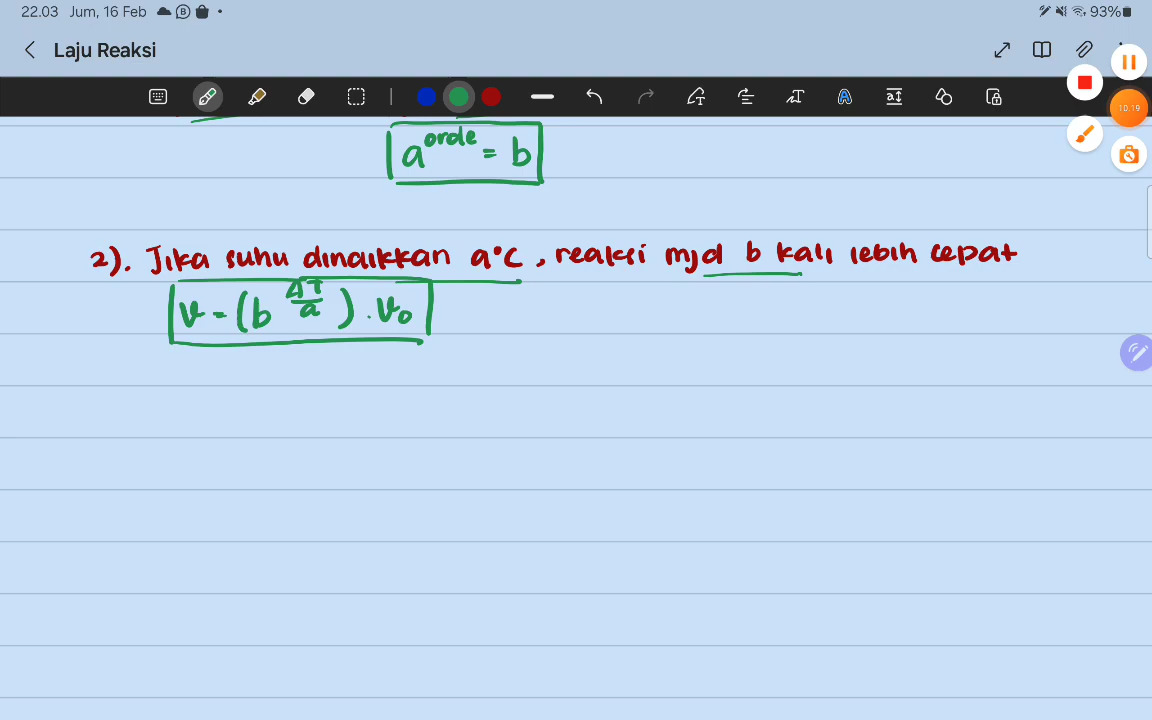 22.03 Jum, 16 Feb
93%
Laju Reaksi
10.19
a^orde = b
2). Jika suhu dinaikkan a°C, reaksi mjd b kali lebih cepat
v = (b^(ΔT/a)) . v₀